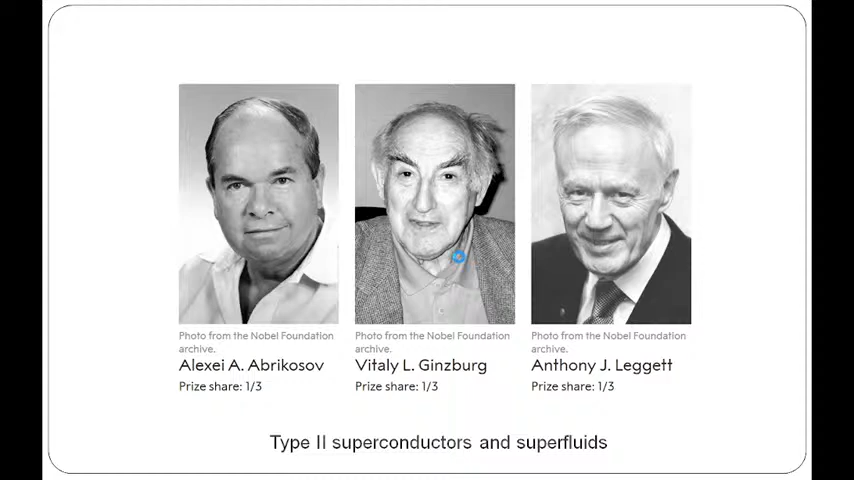 Photo from the Nobel Foundation
archive.
Alexei A. Abrikosov
Prize share: 1/3
Photo from the Nobel Foundation
archive.
Vitaly L. Ginzburg
Prize share: 1/3
Photo from the Nobel Foundation
archive.
Anthony J. Leggett
Prize share: 1/3
Type II superconductors and superfluids